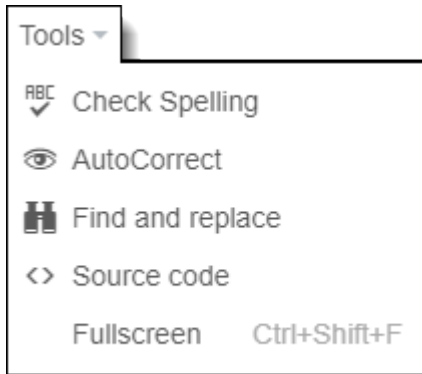 Tools
ABC Check Spelling
AutoCorrect
Find and replace
<> Source code
Fullscreen Ctrl+Shift+F